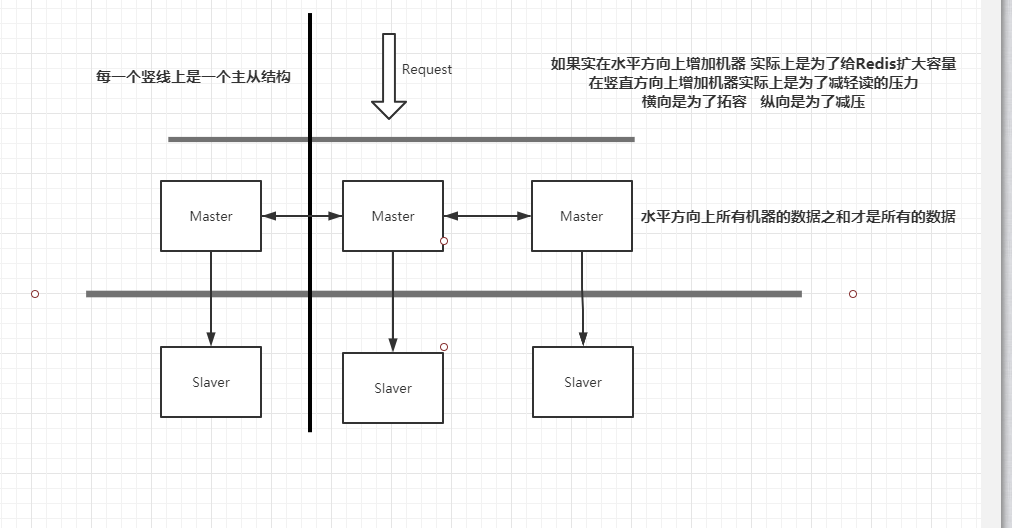 每一个竖线上是一个主从结构
Request
如果实在水平方向上增加机器 实际上是为了给Redis扩大容量
在竖直方向上增加机器实际上是为了减轻读的压力
横向是为了拓容 纵向是为了减压
Master
Master
Master
水平方向上所有机器的数据之和才是所有的数据
Slaver
Slaver
Slaver